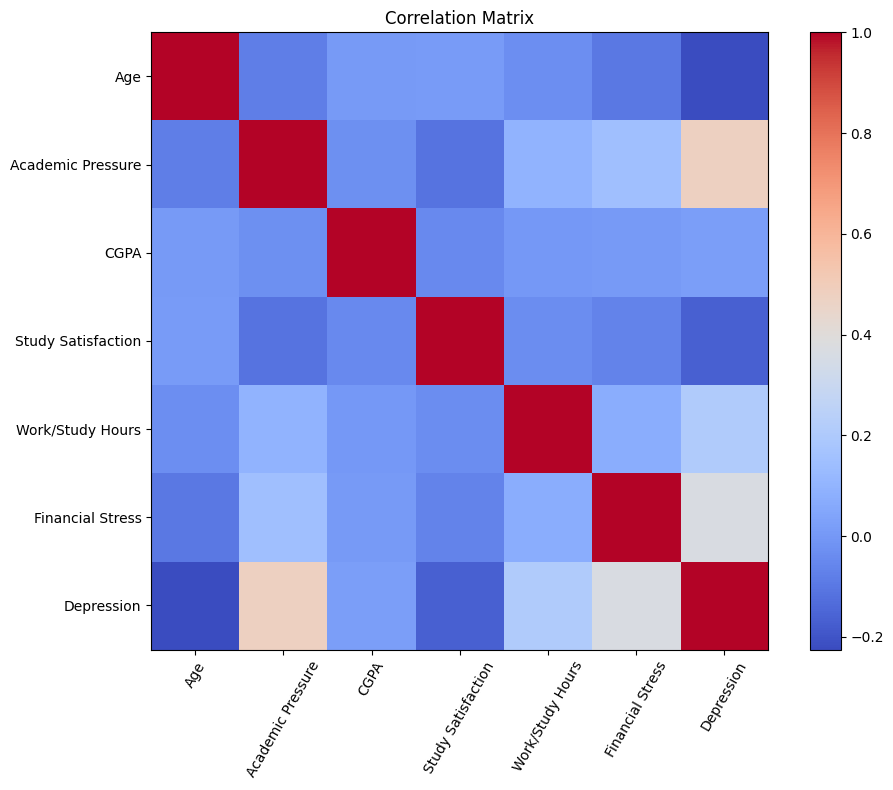 Correlation Matrix
Age
Academic Pressure
CGPA
Study Satisfaction
Work/Study Hours
Financial Stress
Depression
Age
Academic Pressure
CGPA
Study Satisfaction
Work/Study Hours
Financial Stress
Depression
1.0
0.8
0.6
0.4
0.2
0.0
−0.2